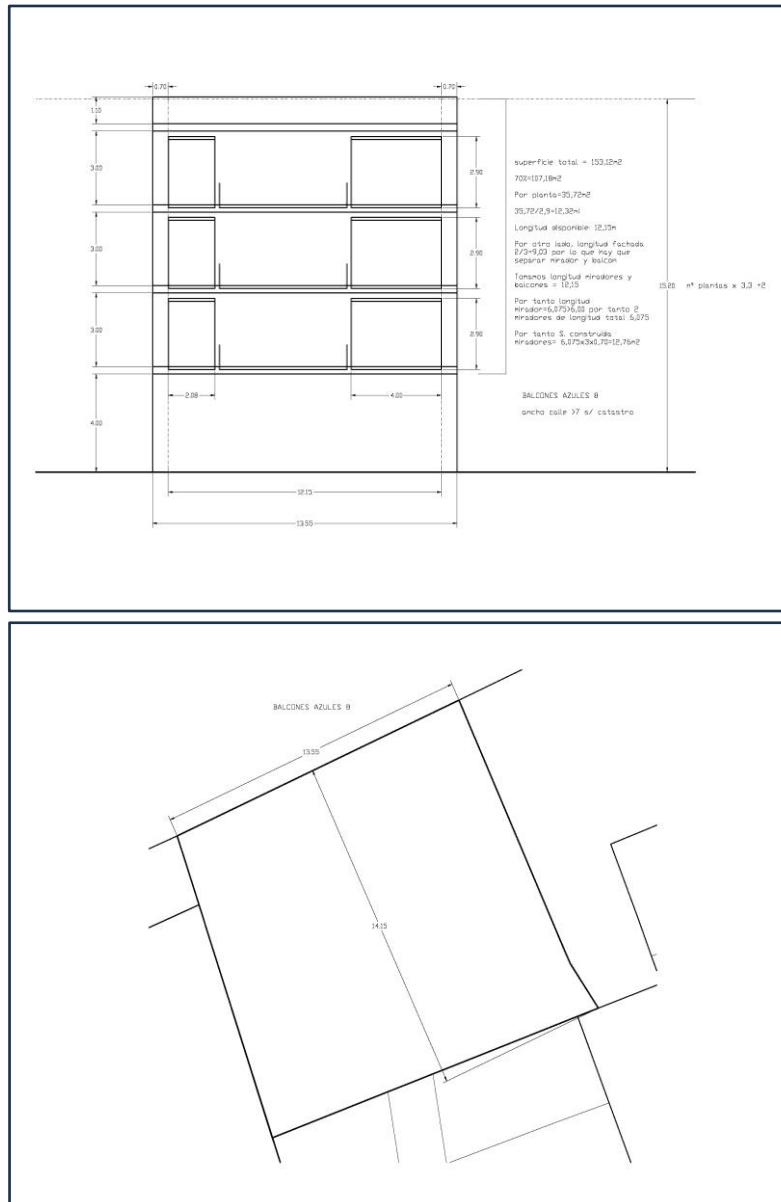 0.70
0.70
1.10
3.00
2.90
3.00
2.90
3.00
2.90
4.00
2.08
4.00
12.15
13.55
superficie total = 153,12m2
70%=107,18m2
Por planta=35,72m2
35,72/2,9=12,32ml
Longitud disponible: 12,15m
Por otro lado, longitud fachada
2/3=9,03 por lo que hay que
separar mirador y balcon
Tomamos longitud miradores y
balcones = 12,15
Por tanto longitud
mirador=6,075>6,00 por tanto 2
miradores de longitud total 6,075
Por tanto S. construida
miradores= 6,075x3x0,70=12,76m2
15.20 nº plantas x 3,3 +2
BALCONES AZULES 8
ancho calle >7 s/ catastro
BALCONES AZULES 8
13.55
14.15